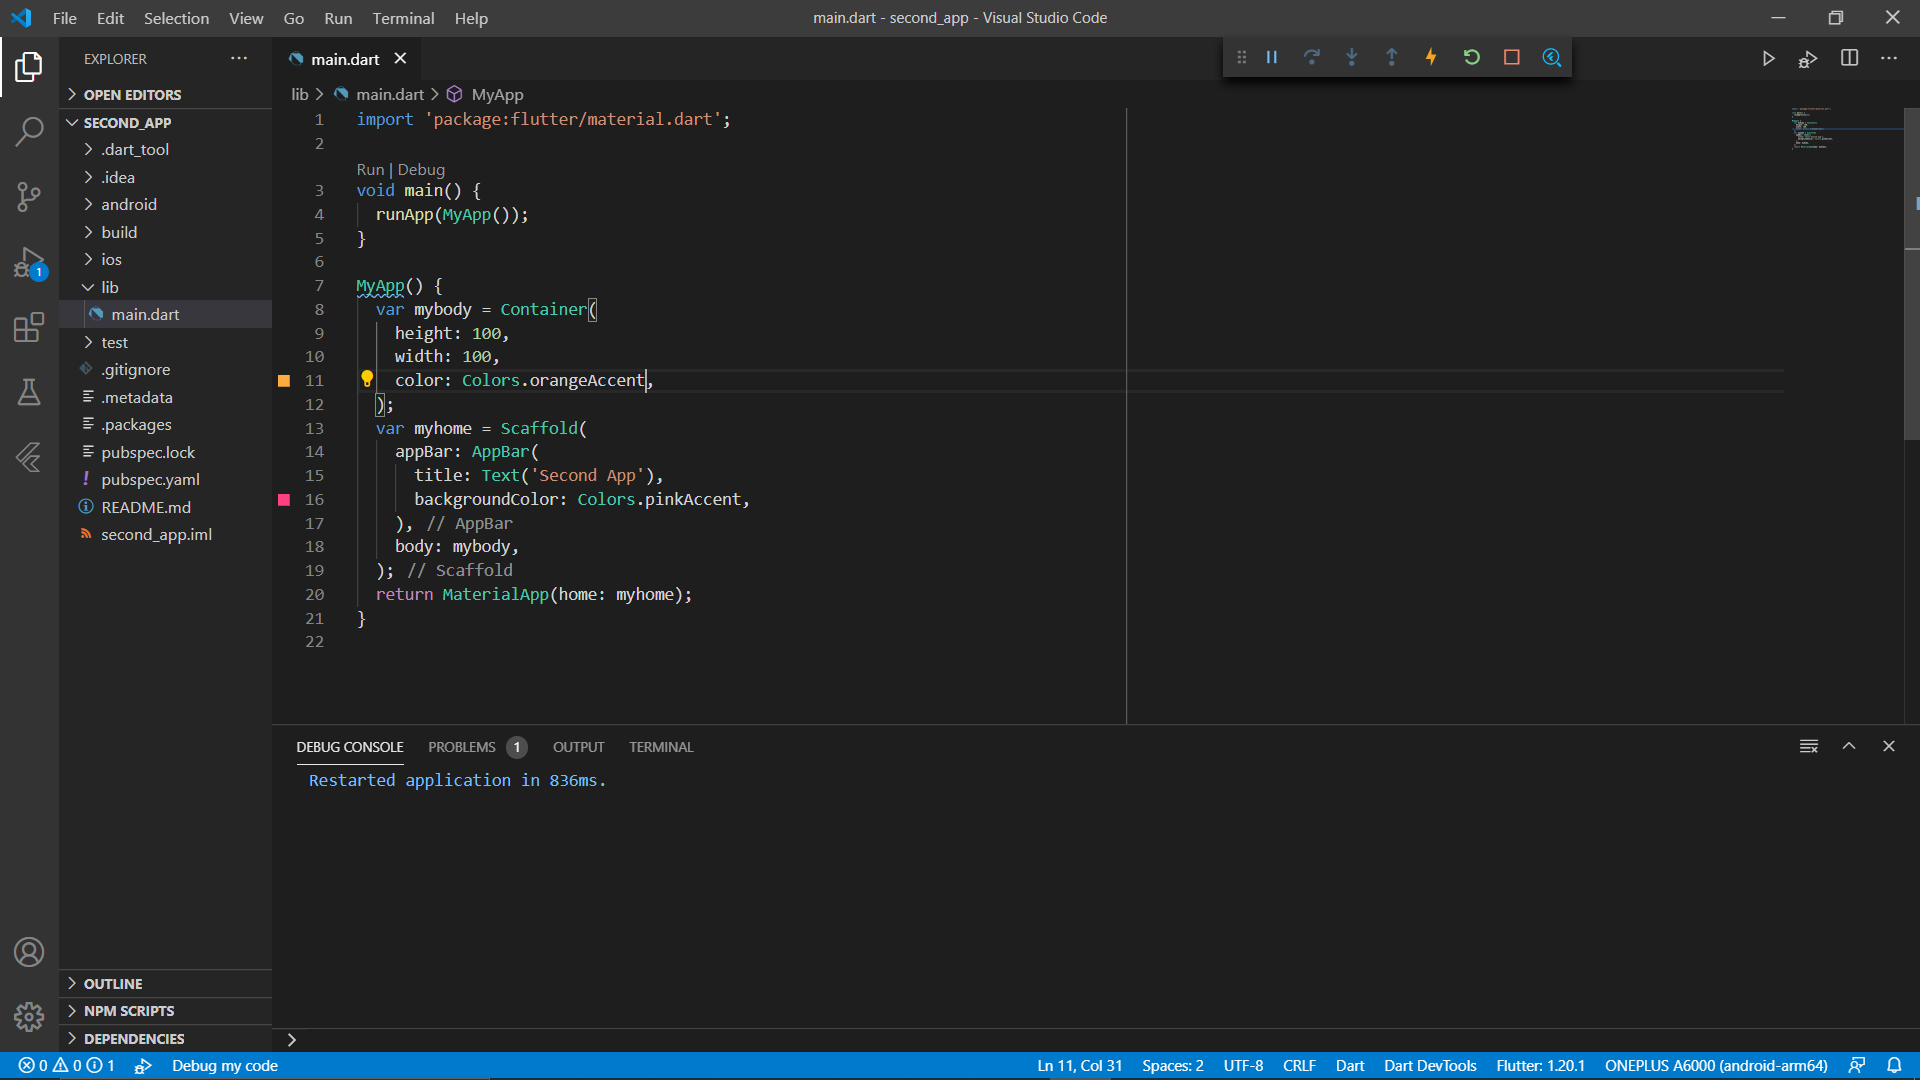 File Edit Selection View Go Run Terminal Help
main.dart - second_app - Visual Studio Code
EXPLORER
OPEN EDITORS
SECOND_APP
.dart_tool
.idea
android
build
ios
lib
main.dart
test
.gitignore
.metadata
.packages
pubspec.lock
pubspec.yaml
README.md
second_app.iml
OUTLINE
NPM SCRIPTS
DEPENDENCIES
1
main.dart
lib > main.dart > MyApp
1 import 'package:flutter/material.dart';
2
Run | Debug
3 void main() {
4 runApp(MyApp());
5 }
6
7 MyApp() {
8 var mybody = Container(
9 height: 100,
10 width: 100,
11 color: Colors.orangeAccent,
12 );
13 var myhome = Scaffold(
14 appBar: AppBar(
15 title: Text('Second App'),
16 backgroundColor: Colors.pinkAccent,
17 ), // AppBar
18 body: mybody,
19 ); // Scaffold
20 return MaterialApp(home: myhome);
21 }
22
DEBUG CONSOLE PROBLEMS 1 OUTPUT TERMINAL
Restarted application in 836ms.
0 0 1 Debug my code Ln 11, Col 31 Spaces: 2 UTF-8 CRLF Dart Dart DevTools Flutter: 1.20.1 ONEPLUS A6000 (android-arm64)